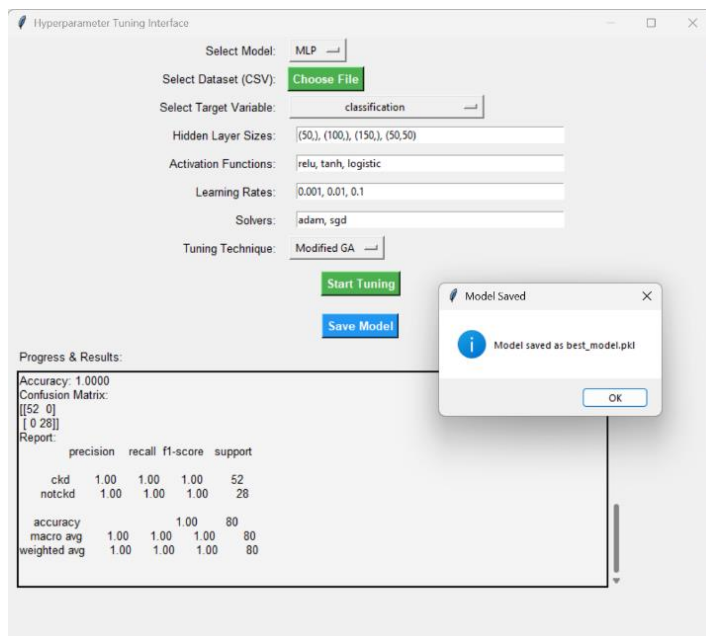 Hyperparameter Tuning Interface
Select Model: MLP
Select Dataset (CSV): Choose File
Select Target Variable: classification
Hidden Layer Sizes: (50,), (100,), (150,), (50,50)
Activation Functions: relu, tanh, logistic
Learning Rates: 0.001, 0.01, 0.1
Solvers: adam, sgd
Tuning Technique: Modified GA
Start Tuning
Save Model
Model Saved
Model saved as best_model.pkl
OK
Progress & Results:
Accuracy: 1.0000
Confusion Matrix:
[[52 0]
[ 0 28]]
Report:
precision recall f1-score support
ckd 1.00 1.00 1.00 52
notckd 1.00 1.00 1.00 28
accuracy 1.00 80
macro avg 1.00 1.00 1.00 80
weighted avg 1.00 1.00 1.00 80